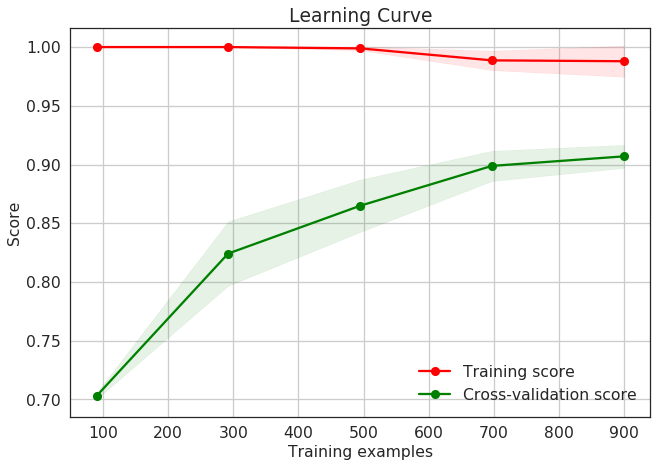 Learning Curve
1.00
0.95
0.90
0.85
0.80
0.75
0.70
Score
Training score
Cross-validation score
100 200 300 400 500 600 700 800 900
Training examples